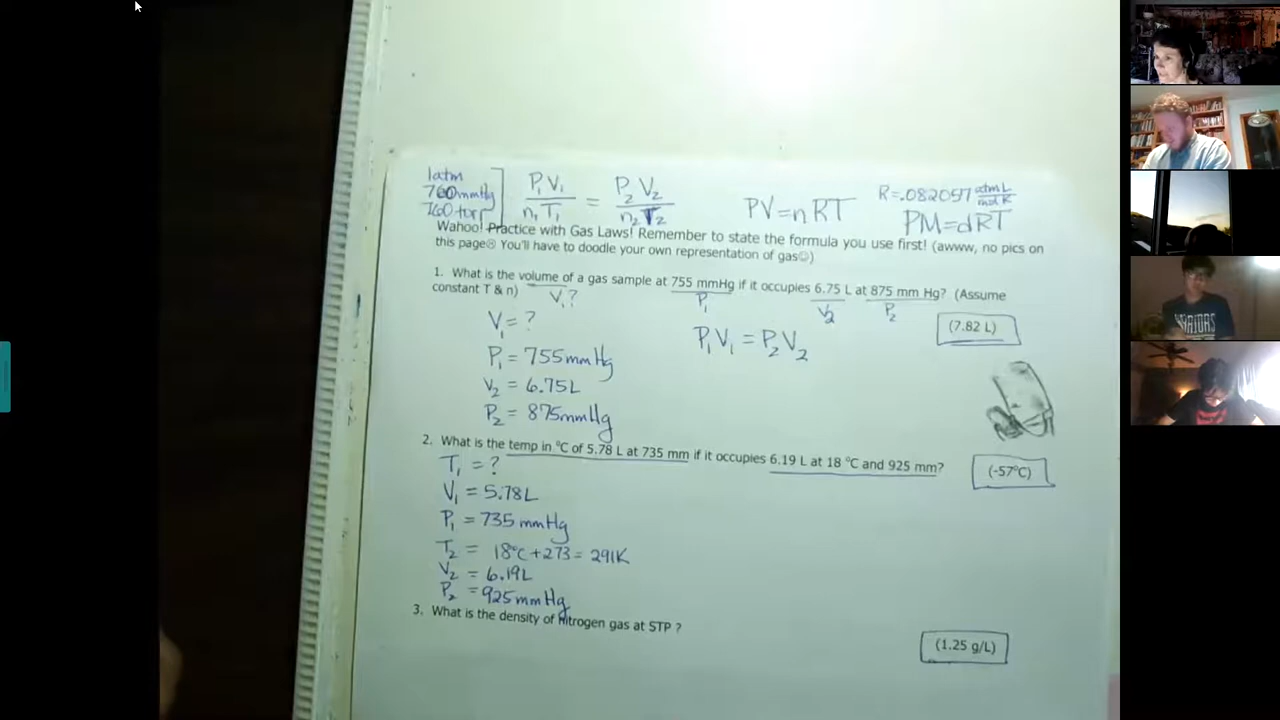 1atm
760mmHg
760 torr
P₁V₁ / n₁T₁ = P₂V₂ / n₂T₂
PV=nRT
R=.082057 atm L / mol K
PM=dRT
Wahoo! Practice with Gas Laws! Remember to state the formula you use first! (awww, no pics on
this page☹ You'll have to doodle your own representation of gas☺)
1. What is the volume of a gas sample at 755 mmHg if it occupies 6.75 L at 875 mm Hg? (Assume
constant T & n)
V₁?
P₁
V₂
P₂
(7.82 L)
V₁ = ?
P₁V₁ = P₂V₂
P₁ = 755mmHg
V₂ = 6.75L
P₂ = 875mmHg
2. What is the temp in °C of 5.78 L at 735 mm if it occupies 6.19 L at 18 °C and 925 mm?
(-57°C)
T₁ = ?
V₁ = 5.78L
P₁ = 735 mmHg
T₂ = 18°C+273= 291K
V₂ = 6.19L
P₂ = 925mmHg
3. What is the density of nitrogen gas at STP ?
(1.25 g/L)
WARRIORS